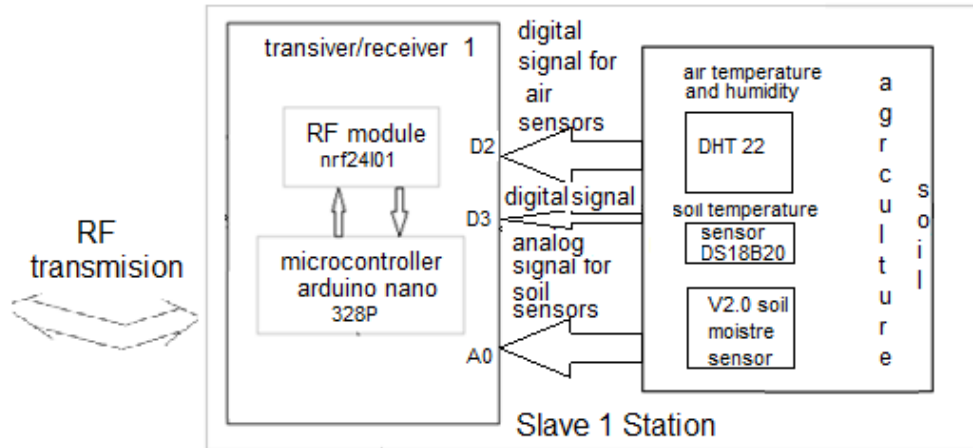 transiver/receiver 1
RF module
nrf24l01
microcontroller
arduino nano
328P
RF
transmision
digital
signal for
air
sensors
D2
digital signal
D3
analog
signal for
soil
sensors
A0
air temperature
and humidity
DHT 22
soil temperature
sensor
DS18B20
V2.0 soil
moistre
sensor
agrculture
soil
Slave 1 Station